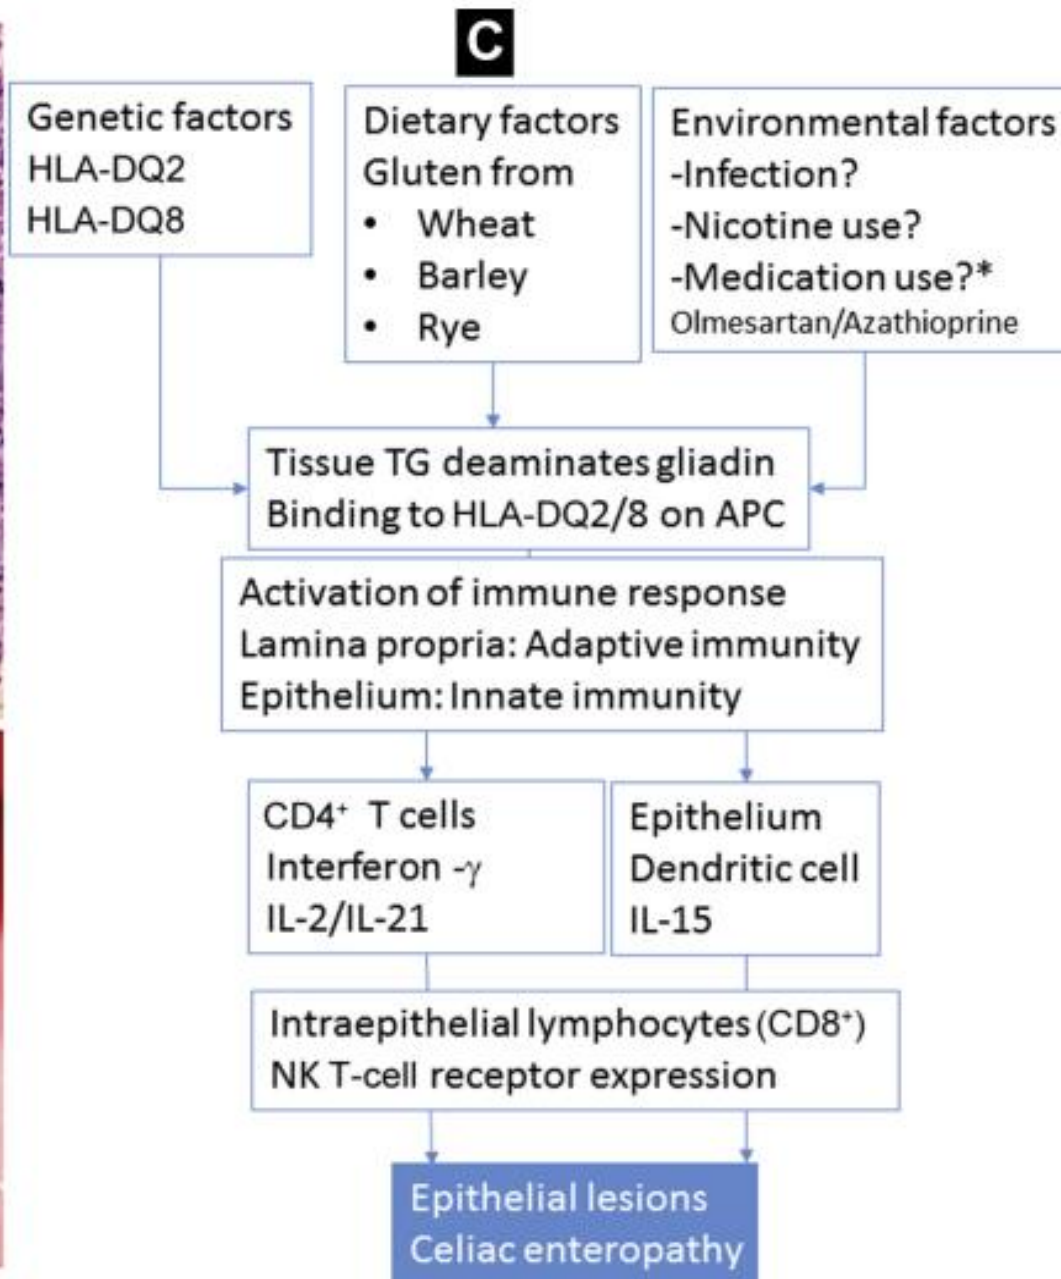 C
Genetic factors
HLA-DQ2
HLA-DQ8
Dietary factors
Gluten from
• Wheat
• Barley
• Rye
Environmental factors
-Infection?
-Nicotine use?
-Medication use?*
Olmesartan/Azathioprine
Tissue TG deaminates gliadin
Binding to HLA-DQ2/8 on APC
Activation of immune response
Lamina propria: Adaptive immunity
Epithelium: Innate immunity
CD4⁺ T cells
Interferon -γ
IL-2/IL-21
Epithelium
Dendritic cell
IL-15
Intraepithelial lymphocytes (CD8⁺)
NK T-cell receptor expression
Epithelial lesions
Celiac enteropathy